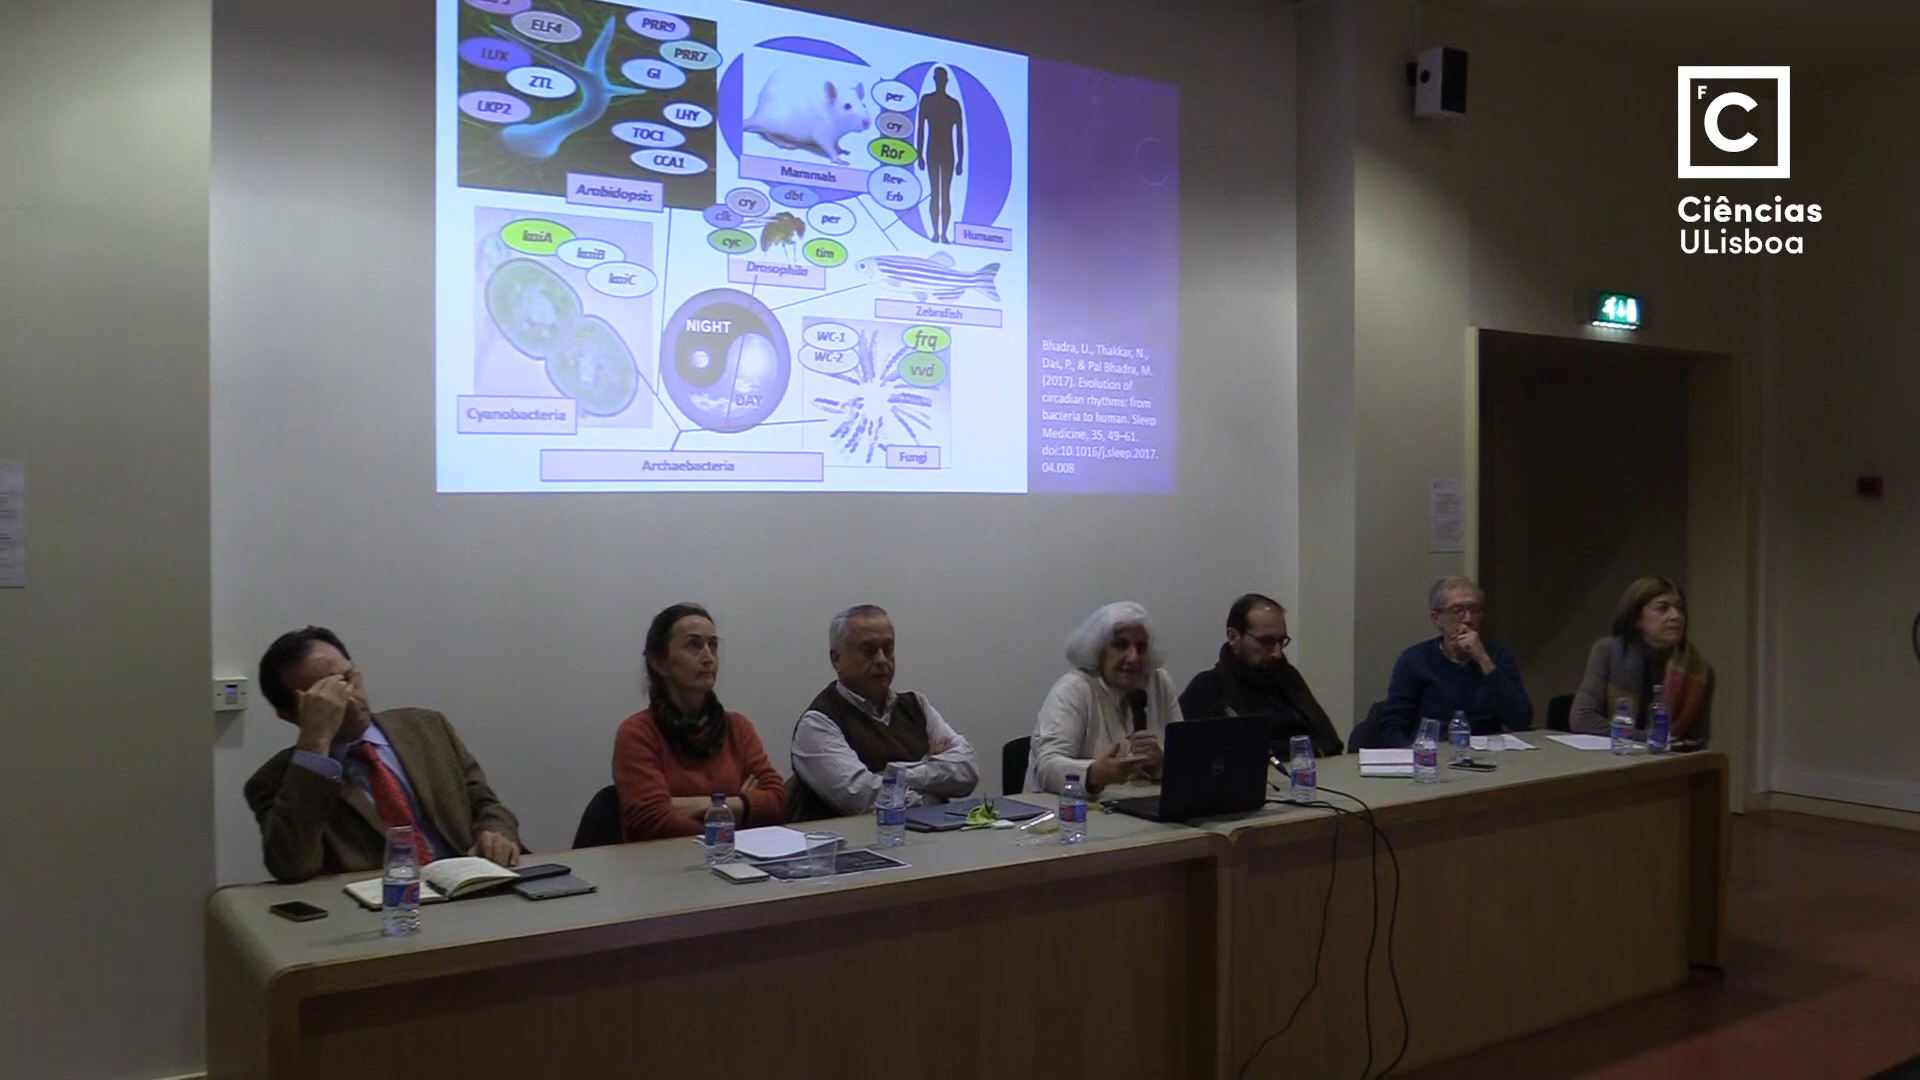 ELF4
PRR9
LUX
PRR7
ZTL
GI
LKP2
LHY
TOC1
CCA1
Arabidopsis
per
cry
Ror
Rev-
Erb
Mammals
Humans
cry
dbt
clk
per
cyc
tim
Drosophila
Zebrafish
kaiA
kaiB
kaiC
Cyanobacteria
NIGHT
DAY
WC-1
WC-2
frq
vvd
Fungi
Archaebacteria
Bhadra, U., Thakkar, N.,
Das, P., & Pal Bhadra, M.
(2017). Evolution of
circadian rhythms: from
bacteria to human. Sleep
Medicine, 35, 49–61.
doi:10.1016/j.sleep.2017.
04.008
F
C
Ciências
ULisboa